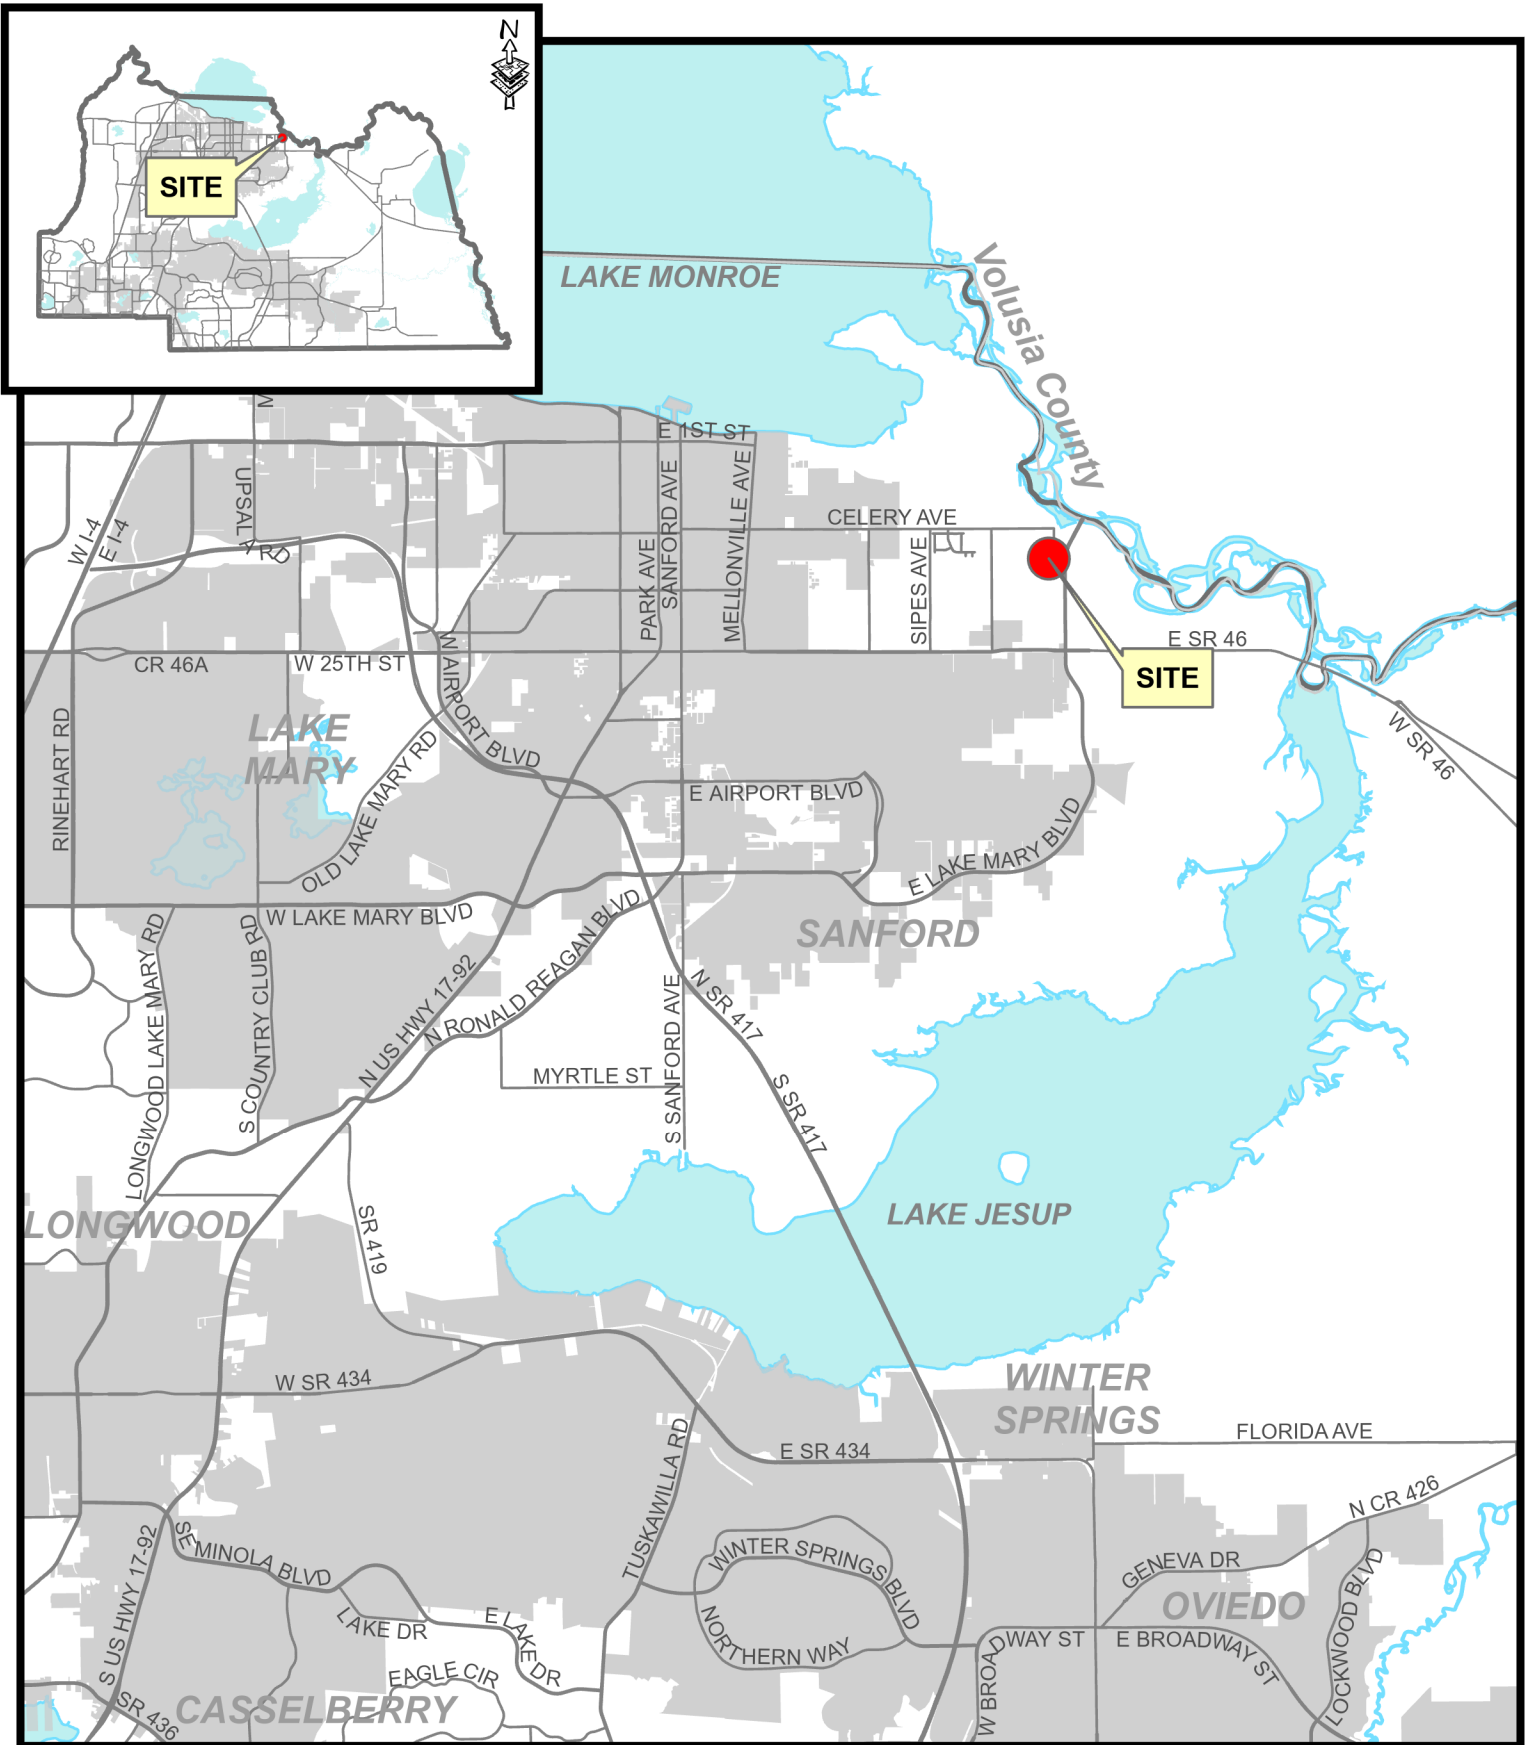 N
SITE
LAKE MONROE
Volusia County
E 1ST ST
UPSALA RD
W I-4
E I-4
CELERY AVE
SANFORD AVE
PARK AVE
MELLONVILLE AVE
SIPES AVE
E SR 46
SITE
W SR 46
CR 46A
W 25TH ST
W AIRPORT BLVD
RINEHART RD
LAKE
MARY
OLD LAKE MARY RD
E AIRPORT BLVD
E LAKE MARY BLVD
W LAKE MARY BLVD
SANFORD
LONGWOOD LAKE MARY RD
S COUNTRY CLUB RD
N US HWY 17-92
N RONALD REAGAN BLVD
S SANFORD AVE
N SR 417
MYRTLE ST
S SR 417
LONGWOOD
SR 419
LAKE JESUP
W SR 434
WINTER
SPRINGS
FLORIDA AVE
E SR 434
TUSKAWILLA RD
N CR 426
S US HWY 17-92
SEMINOLA BLVD
WINTER SPRINGS BLVD
GENEVA DR
OVIEDO
LOCKWOOD BLVD
LAKE DR
E LAKE DR
NORTHERN WAY
W BROADWAY ST
E BROADWAY ST
EAGLE CIR
CASSELBERRY
SR 436